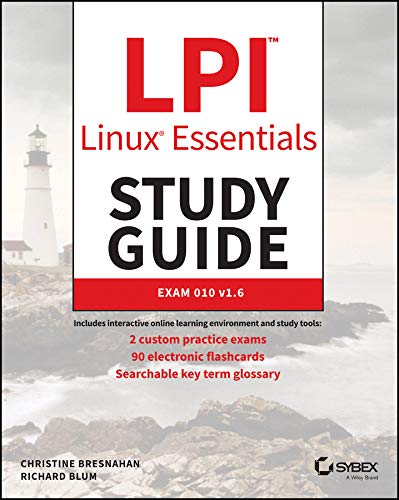 LPI™
Linux® Essentials
STUDY
GUIDE
EXAM 010 v1.6
Includes interactive online learning environment and study tools:
2 custom practice exams
90 electronic flashcards
Searchable key term glossary
CHRISTINE BRESNAHAN
RICHARD BLUM
SYBEX
A Wiley Brand